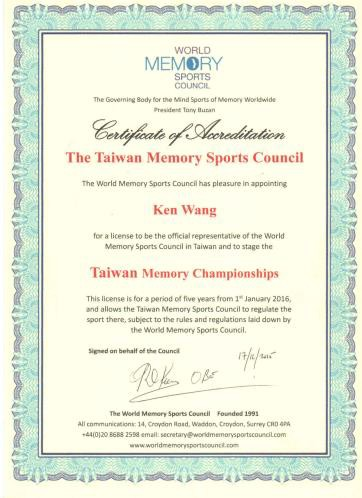 WORLD
MEMORY
SPORTS
COUNCIL
The Governing Body for the Mind Sports of Memory Worldwide
President Tony Buzan
Certificate of Accreditation
The Taiwan Memory Sports Council
The World Memory Sports Council has pleasure in appointing
Ken Wang
for a license to be the official representative of the World
Memory Sports Council in Taiwan and to stage the
Taiwan Memory Championships
This license is for a period of five years from 1st January 2016,
and allows the Taiwan Memory Sports Council to regulate the
sport there, subject to the rules and regulations laid down by
the World Memory Sports Council.
Signed on behalf of the Council
17/12/2015
OBE
The World Memory Sports Council Founded 1991
All communications: 14, Croydon Road, Waddon, Croydon, Surrey CR0 4PA
+44(0)20 8688 2598 email: secretary@worldmemorysportscouncil.com
www.worldmemorysportscouncil.com